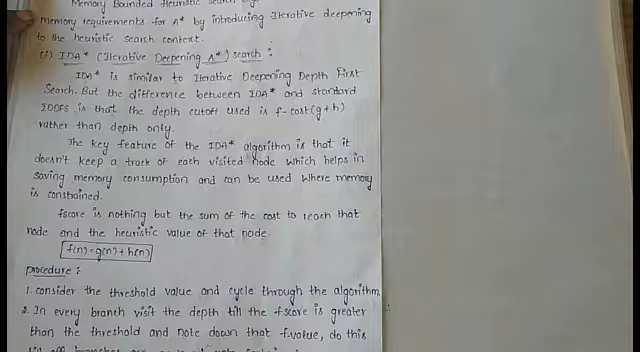 Memory Bounded Heuristic search
memory requirements for A* by introducing Iterative deepening
to the heuristic search context.
(i) IDA* (Iterative Deepening A*) search :
IDA* is similar to Iterative Deepening Depth First
Search. But the difference between IDA* and standard
IDDFS is that the depth cutoff used is f-cost(g+h)
rather than depth only.
The key feature of the IDA* algorithm is that it
doesn't keep a track of each visited node which helps in
saving memory consumption and can be used where memory
is constrained.
fscore is nothing but the sum of the cost to reach that
node and the heuristic value of that node.
f(n)=g(n)+h(n)
procedure :
1. consider the threshold value and cycle through the algorithm
2. In every branch visit the depth till the fscore is greater
than the threshold and note down that f-value, do this
till all branches are